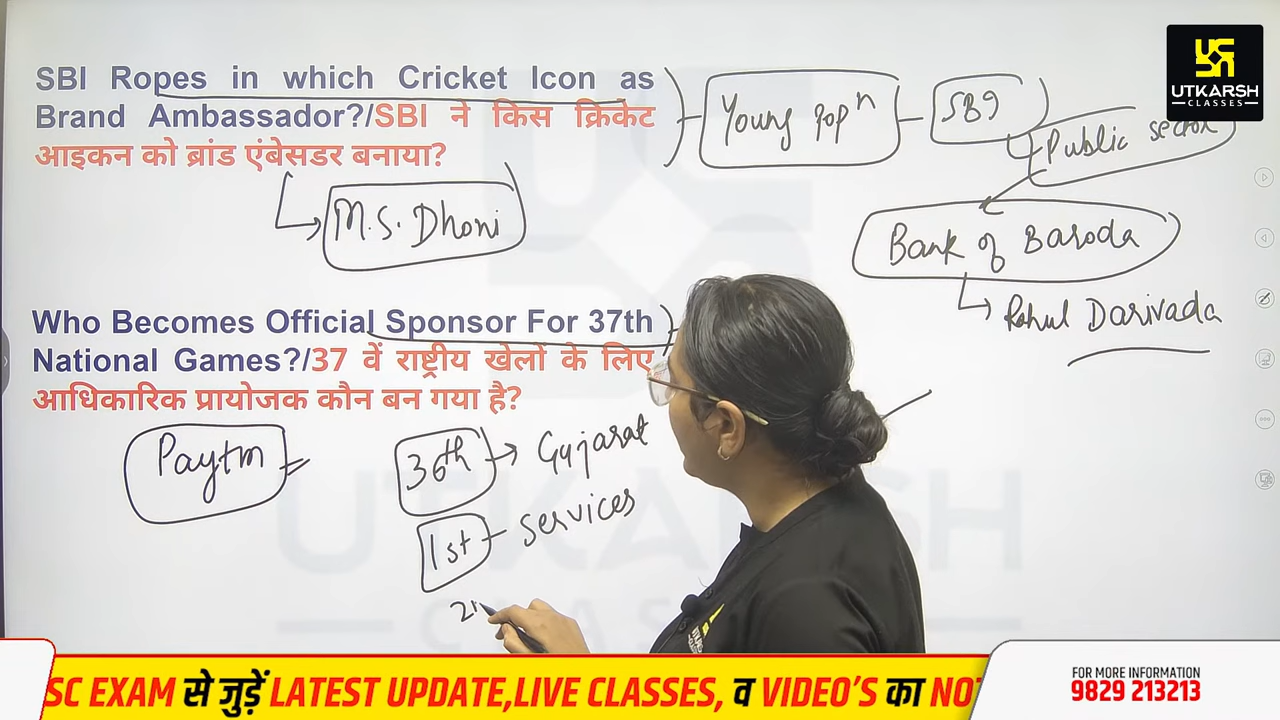 SBI Ropes in which Cricket Icon as
Brand Ambassador?/SBI ने किस क्रिकेट
आइकन को ब्रांड एंबेसडर बनाया?
M.S. Dhoni
Young popⁿ
SBI
Public sector
Bank of Baroda
Rahul Darivada
UTKARSH
CLASSES
Who Becomes Official Sponsor For 37th
National Games?/37 वें राष्ट्रीय खेलों के लिए
आधिकारिक प्रायोजक कौन बन गया है?
Paytm
36th → Gujarat
1st - Services
UTKARSH
SC EXAM से जुड़ें LATEST UPDATE,LIVE CLASSES, व VIDEO'S का NOT
FOR MORE INFORMATION
9829 213213